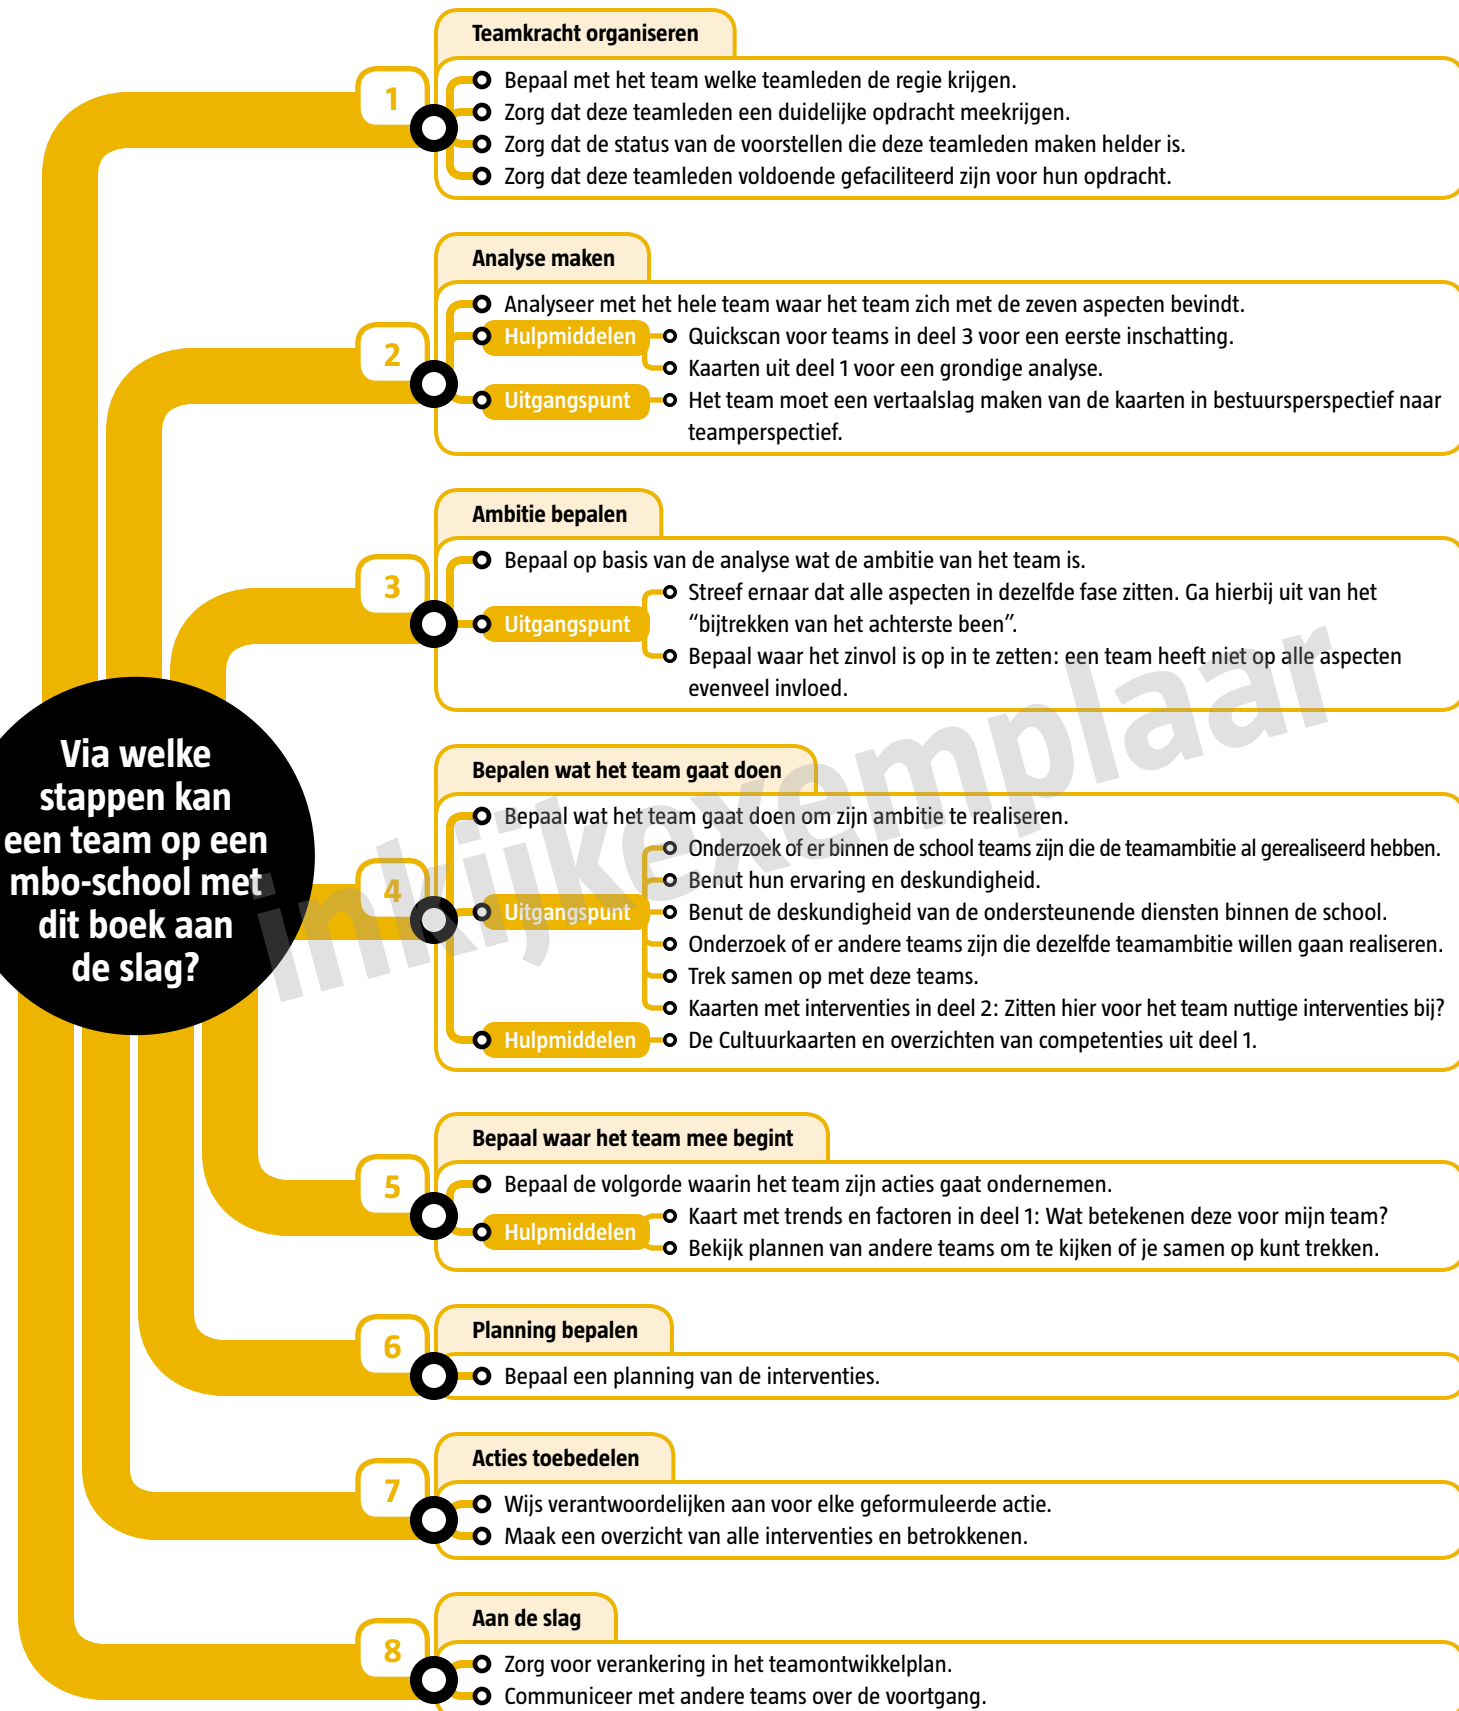 Via welke
stappen kan
een team op een
mbo-school met
dit boek aan
de slag?
1
Teamkracht organiseren
Bepaal met het team welke teamleden de regie krijgen.
Zorg dat deze teamleden een duidelijke opdracht meekrijgen.
Zorg dat de status van de voorstellen die deze teamleden maken helder is.
Zorg dat deze teamleden voldoende gefaciliteerd zijn voor hun opdracht.
2
Analyse maken
Analyseer met het hele team waar het team zich met de zeven aspecten bevindt.
Hulpmiddelen
Quickscan voor teams in deel 3 voor een eerste inschatting.
Kaarten uit deel 1 voor een grondige analyse.
Uitgangspunt
Het team moet een vertaalslag maken van de kaarten in bestuursperspectief naar
teamperspectief.
3
Ambitie bepalen
Bepaal op basis van de analyse wat de ambitie van het team is.
Uitgangspunt
Streef ernaar dat alle aspecten in dezelfde fase zitten. Ga hierbij uit van het
“bijtrekken van het achterste been”.
Bepaal waar het zinvol is op in te zetten: een team heeft niet op alle aspecten
evenveel invloed.
4
Bepalen wat het team gaat doen
Bepaal wat het team gaat doen om zijn ambitie te realiseren.
Uitgangspunt
Onderzoek of er binnen de school teams zijn die de teamambitie al gerealiseerd hebben.
Benut hun ervaring en deskundigheid.
Benut de deskundigheid van de ondersteunende diensten binnen de school.
Onderzoek of er andere teams zijn die dezelfde teamambitie willen gaan realiseren.
Trek samen op met deze teams.
Kaarten met interventies in deel 2: Zitten hier voor het team nuttige interventies bij?
Hulpmiddelen
De Cultuurkaarten en overzichten van competenties uit deel 1.
5
Bepaal waar het team mee begint
Bepaal de volgorde waarin het team zijn acties gaat ondernemen.
Hulpmiddelen
Kaart met trends en factoren in deel 1: Wat betekenen deze voor mijn team?
Bekijk plannen van andere teams om te kijken of je samen op kunt trekken.
6
Planning bepalen
Bepaal een planning van de interventies.
7
Acties toebedelen
Wijs verantwoordelijken aan voor elke geformuleerde actie.
Maak een overzicht van alle interventies en betrokkenen.
8
Aan de slag
Zorg voor verankering in het teamontwikkelplan.
Communiceer met andere teams over de voortgang.
inkijkexemplaar